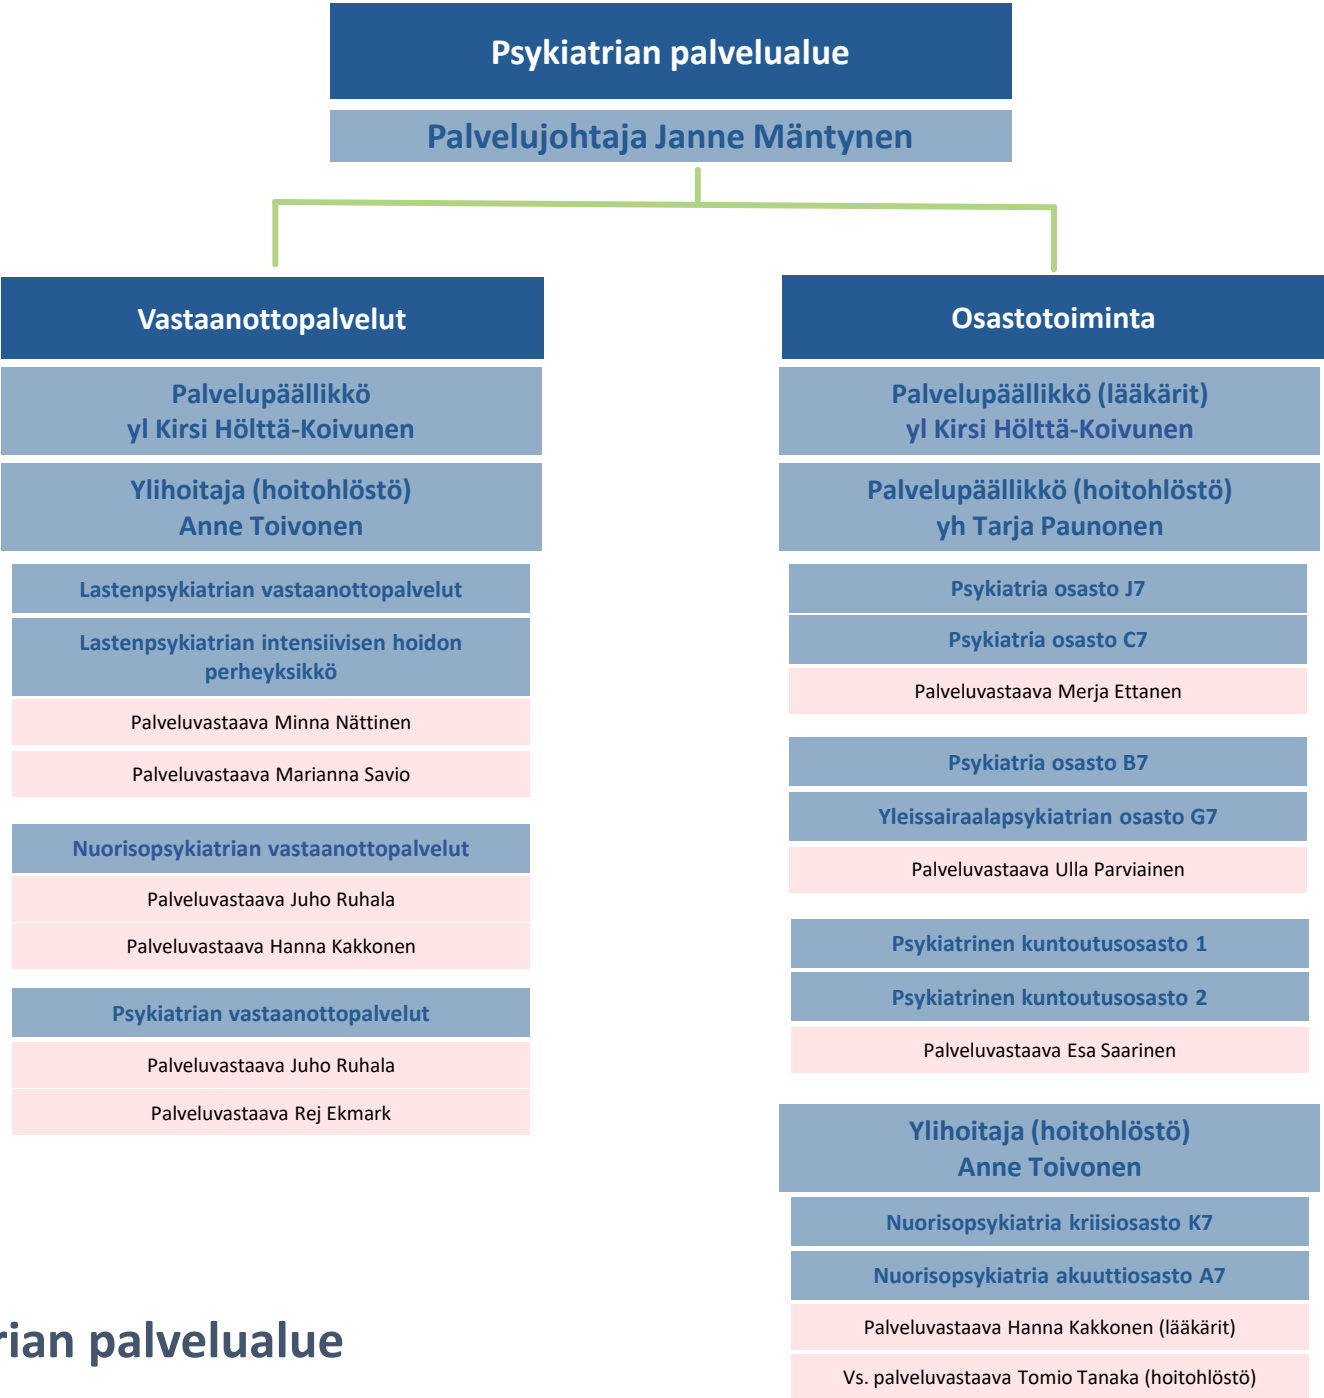 Psykiatrian palvelualue
Palvelujohtaja Janne Mäntynen
Vastaanottopalvelut
Palvelupäällikkö
yl Kirsi Hölttä-Koivunen
Ylihoitaja (hoitohlöstö)
Anne Toivonen
Lastenpsykiatrian vastaanottopalvelut
Lastenpsykiatrian intensiivisen hoidon
perheyksikkö
Palveluvastaava Minna Nättinen
Palveluvastaava Marianna Savio
Nuorisopsykiatrian vastaanottopalvelut
Palveluvastaava Juho Ruhala
Palveluvastaava Hanna Kakkonen
Psykiatrian vastaanottopalvelut
Palveluvastaava Juho Ruhala
Palveluvastaava Rej Ekmark
Osastotoiminta
Palvelupäällikkö (lääkärit)
yl Kirsi Hölttä-Koivunen
Palvelupäällikkö (hoitohlöstö)
yh Tarja Paunonen
Psykiatria osasto J7
Psykiatria osasto C7
Palveluvastaava Merja Ettanen
Psykiatria osasto B7
Yleissairaalapsykiatrian osasto G7
Palveluvastaava Ulla Parviainen
Psykiatrinen kuntoutusosasto 1
Psykiatrinen kuntoutusosasto 2
Palveluvastaava Esa Saarinen
Ylihoitaja (hoitohlöstö)
Anne Toivonen
Nuorisopsykiatria kriisiosasto K7
Nuorisopsykiatria akuuttiosasto A7
Palveluvastaava Hanna Kakkonen (lääkärit)
Vs. palveluvastaava Tomio Tanaka (hoitohlöstö)
rian palvelualue